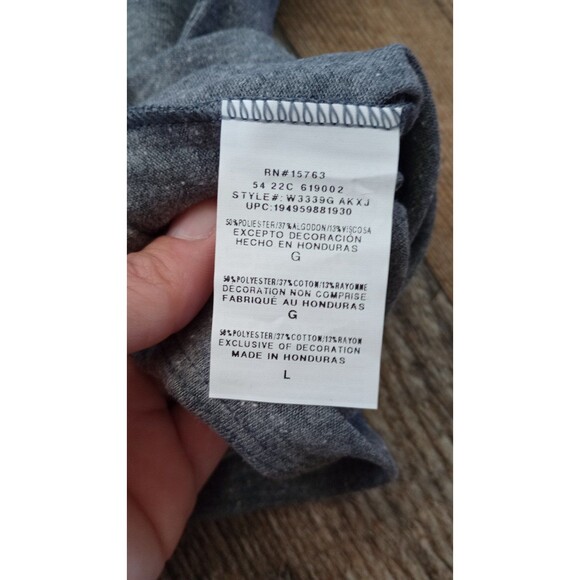 RN#15763
54 22C 619002
STYLE#: W3339G AKXJ
UPC:194959881930
50%POLIESTER/37%ALGODON/13%VISCOSA
EXCEPTO DECORACIÓN
HECHO EN HONDURAS
G
50%POLYESTER/37%COTON/13%RAYONNE
DECORATION NON COMPRISE
FABRIQUÉ AU HONDURAS
G
50%POLYESTER/37%COTTON/13%RAYON
EXCLUSIVE OF DECORATION
MADE IN HONDURAS
L